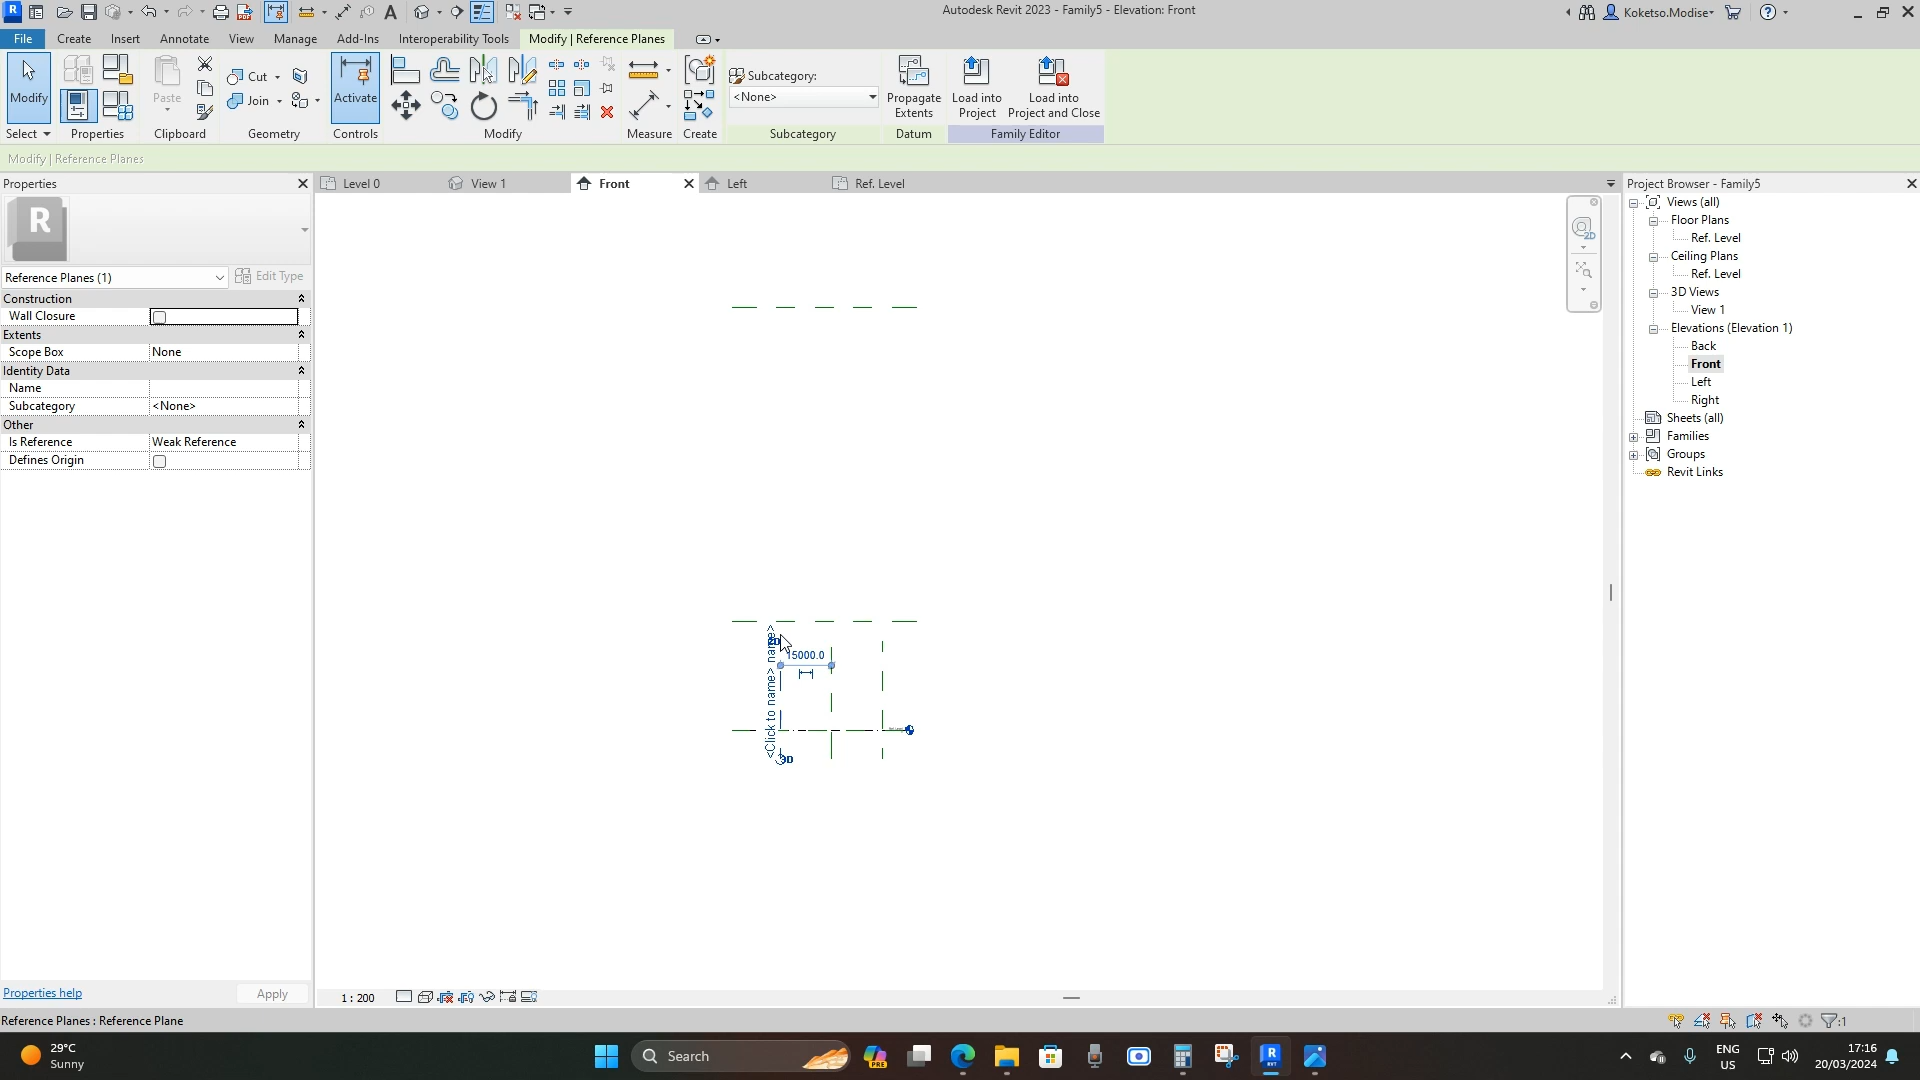 Autodesk Revit 2023 - Family5 - Elevation: Front
Koketso.Modise
File
Create
Insert
Annotate
View
Manage
Add-Ins
Interoperability Tools
Modify | Reference Planes
Modify
Select
Properties
Paste
Clipboard
Cut
Join
Geometry
Activate
Controls
Modify
Measure
Create
Subcategory:
<None>
Subcategory
Propagate Extents
Datum
Load into Project
Load into Project and Close
Family Editor
Modify | Reference Planes
Properties
R
Reference Planes (1)
Edit Type
Construction
Wall Closure
Extents
Scope Box None
Identity Data
Name
Subcategory <None>
Other
Is Reference Weak Reference
Defines Origin
Properties help
Apply
Level 0
View 1
Front
Left
Ref. Level
15000.0
<Click to name>
2D
3D
1 : 200
Project Browser - Family5
Views (all)
Floor Plans
Ref. Level
Ceiling Plans
Ref. Level
3D Views
View 1
Elevations (Elevation 1)
Back
Front
Left
Right
Sheets (all)
Families
Groups
Revit Links
Reference Planes : Reference Plane
:1
29°C
Sunny
Search
ENG
US
17:16
20/03/2024